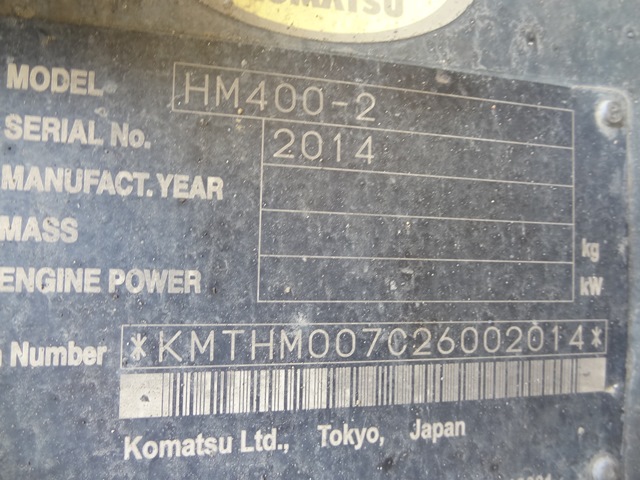 KOMATSU
MODEL HM400-2
SERIAL No. 2014
MANUFACT.YEAR
MASS kg
ENGINE POWER kW
Number *KMTHM007C26002014*
Komatsu Ltd., Tokyo, Japan